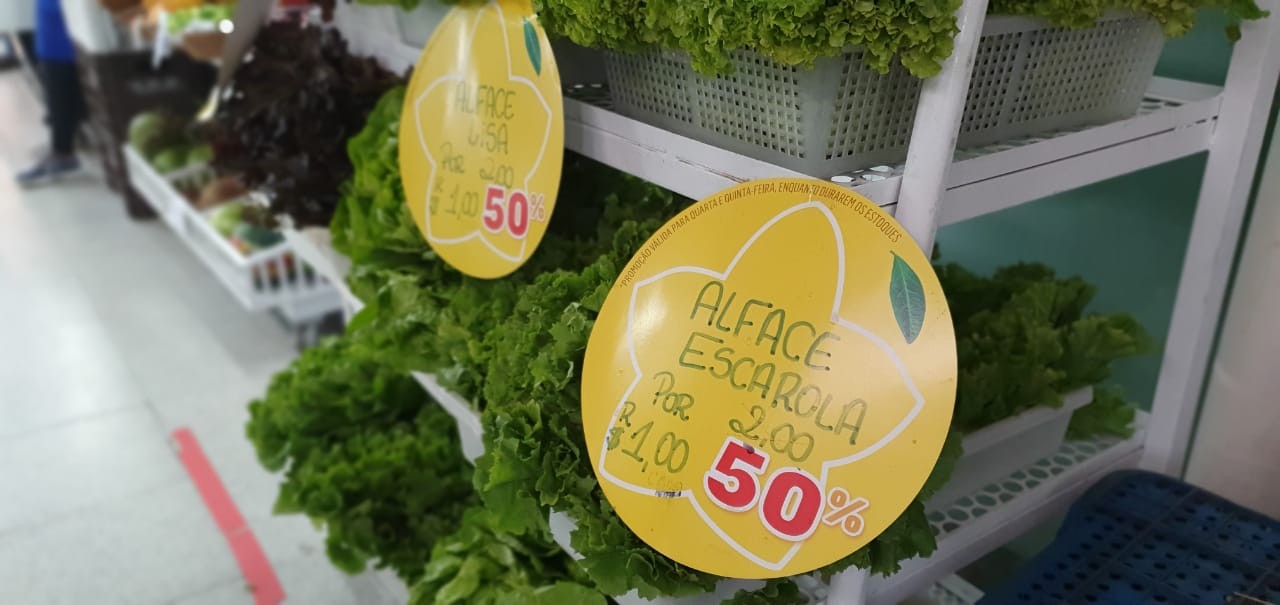 ALFACE
LISA
POR 2,00
R$ 1,00 50%
*PROMOÇÃO VÁLIDA PARA QUARTA E QUINTA-FEIRA, ENQUANTO DURAREM OS ESTOQUES
ALFACE
ESCAROLA
POR 2,00
R$ 1,00
50%